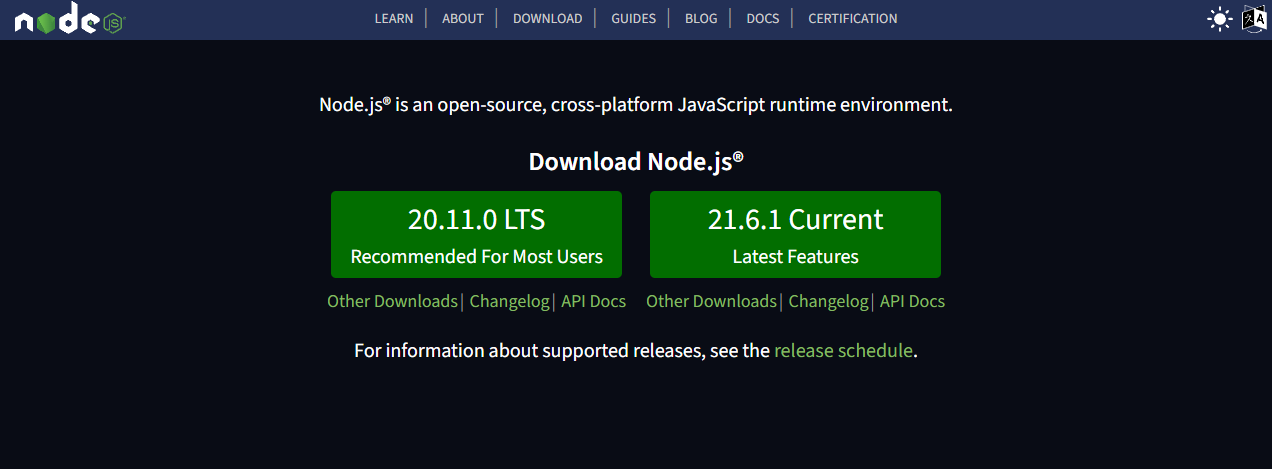 node JS®
LEARN | ABOUT | DOWNLOAD | GUIDES | BLOG | DOCS | CERTIFICATION
Node.js® is an open-source, cross-platform JavaScript runtime environment.
Download Node.js®
20.11.0 LTS
Recommended For Most Users
Other Downloads | Changelog | API Docs
21.6.1 Current
Latest Features
Other Downloads | Changelog | API Docs
For information about supported releases, see the release schedule.